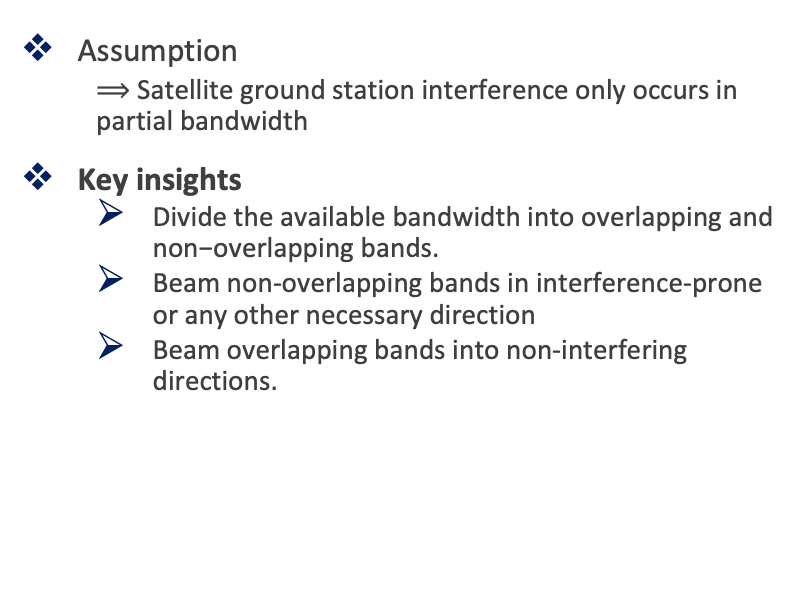 ❖ Assumption
⟹ Satellite ground station interference only occurs in
partial bandwidth
❖ Key insights
➢ Divide the available bandwidth into overlapping and
non−overlapping bands.
➢ Beam non-overlapping bands in interference-prone
or any other necessary direction
➢ Beam overlapping bands into non-interfering
directions.